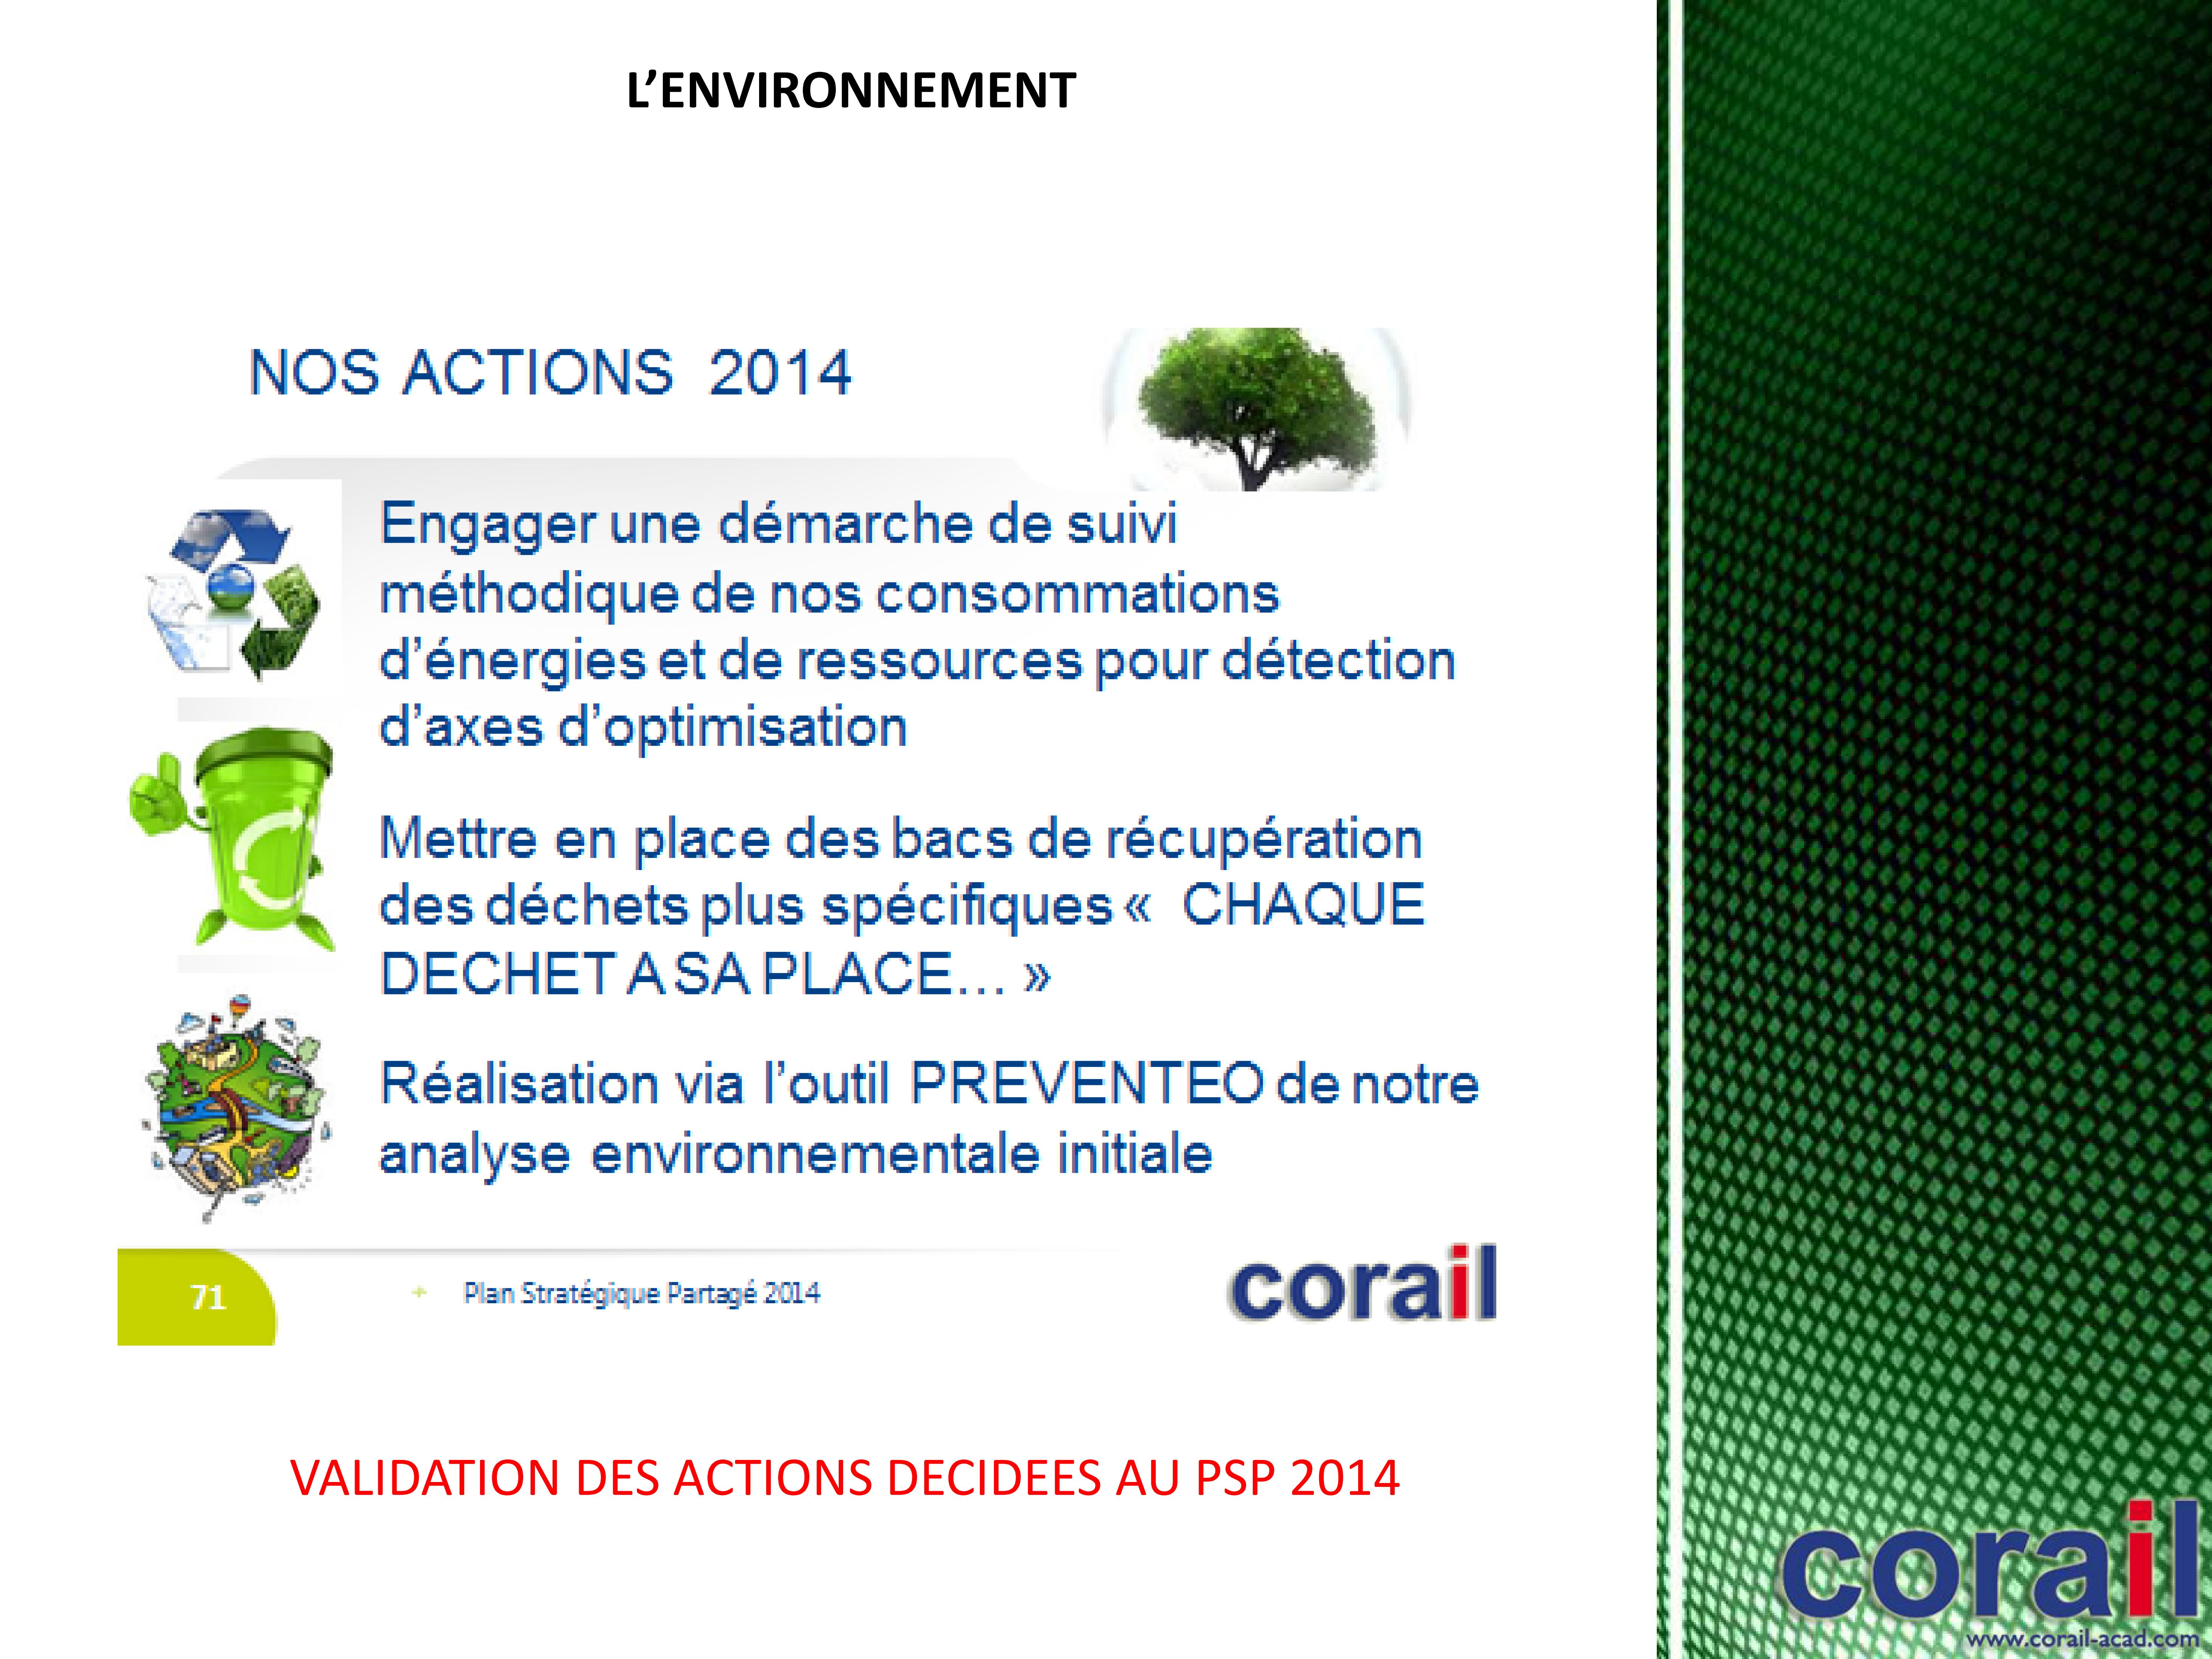 L’ENVIRONNEMENT
NOS ACTIONS 2014
Engager une démarche de suivi
méthodique de nos consommations
d’énergies et de ressources pour détection
d’axes d’optimisation
Mettre en place des bacs de récupération
des déchets plus spécifiques « CHAQUE
DECHET A SA PLACE… »
Réalisation via l’outil PREVENTEO de notre
analyse environnementale initiale
71
+ Plan Stratégique Partagé 2014
corail
VALIDATION DES ACTIONS DECIDEES AU PSP 2014
corail
www.corail-acad.com